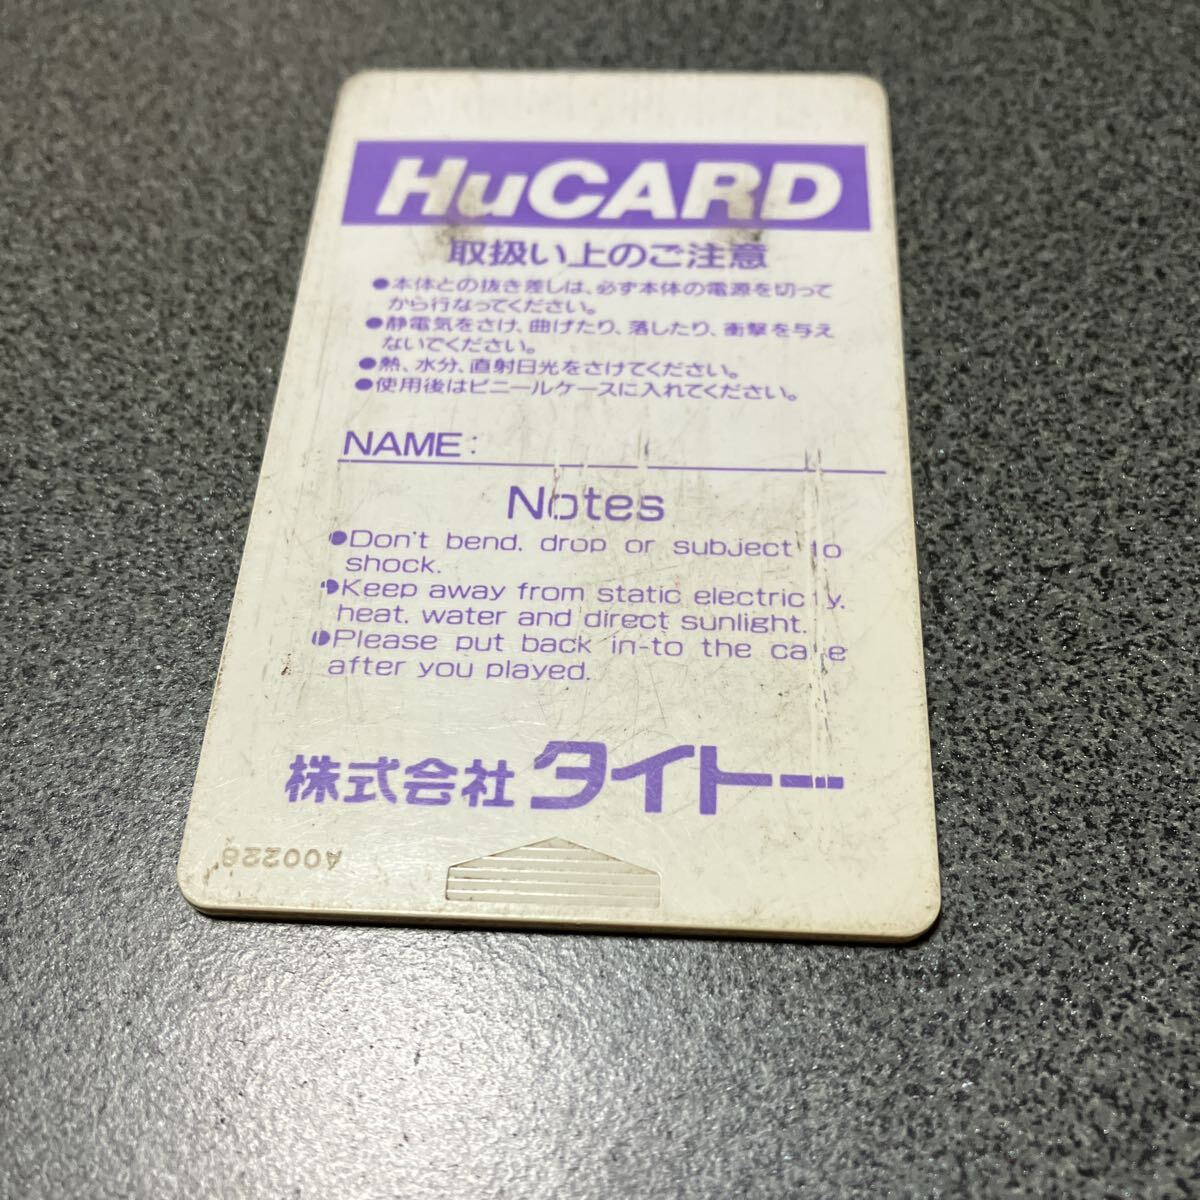 HuCARD
取扱い上のご注意
●本体との抜き差しは、必ず本体の電源を切って
から行なってください。
●静電気をさけ、曲げたり、落したり、衝撃を与え
ないでください。
●熱、水分、直射日光をさけてください。
●使用後はビニールケースに入れてください。
NAME:
Notes
●Don't bend, drop or subject to
shock.
●Keep away from static electricity,
heat, water and direct sunlight.
●Please put back in-to the case
after you played.
株式会社 タイトー
A00228